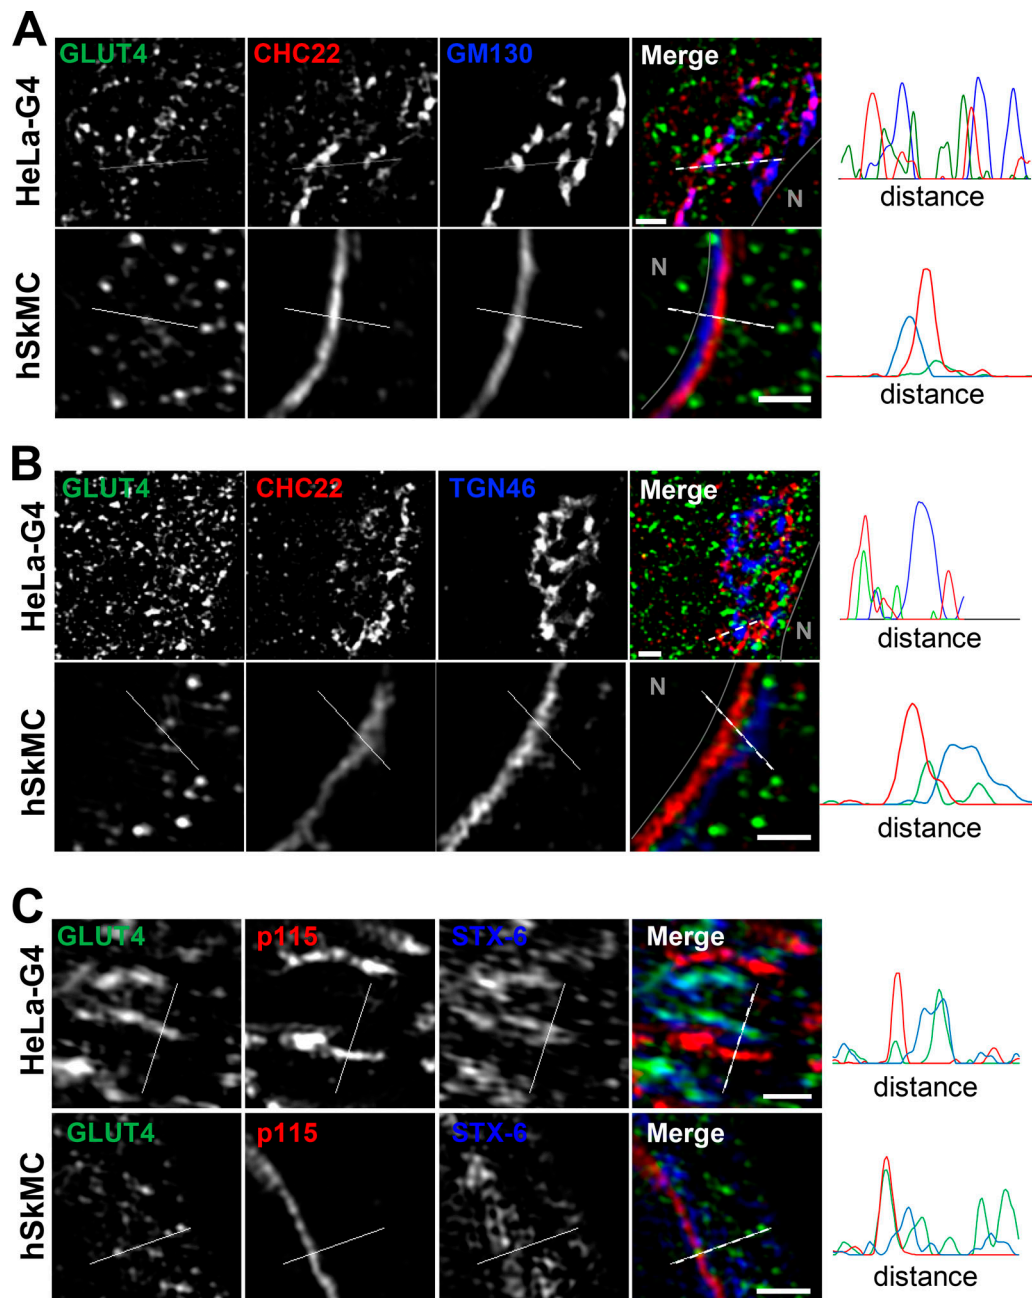 A
HeLa-G4
GLUT4
CHC22
GM130
Merge
N
distance
hSkMC
N
distance
B
HeLa-G4
GLUT4
CHC22
TGN46
Merge
N
distance
hSkMC
N
distance
C
HeLa-G4
GLUT4
p115
STX-6
Merge
distance
hSkMC
GLUT4
p115
STX-6
Merge
distance